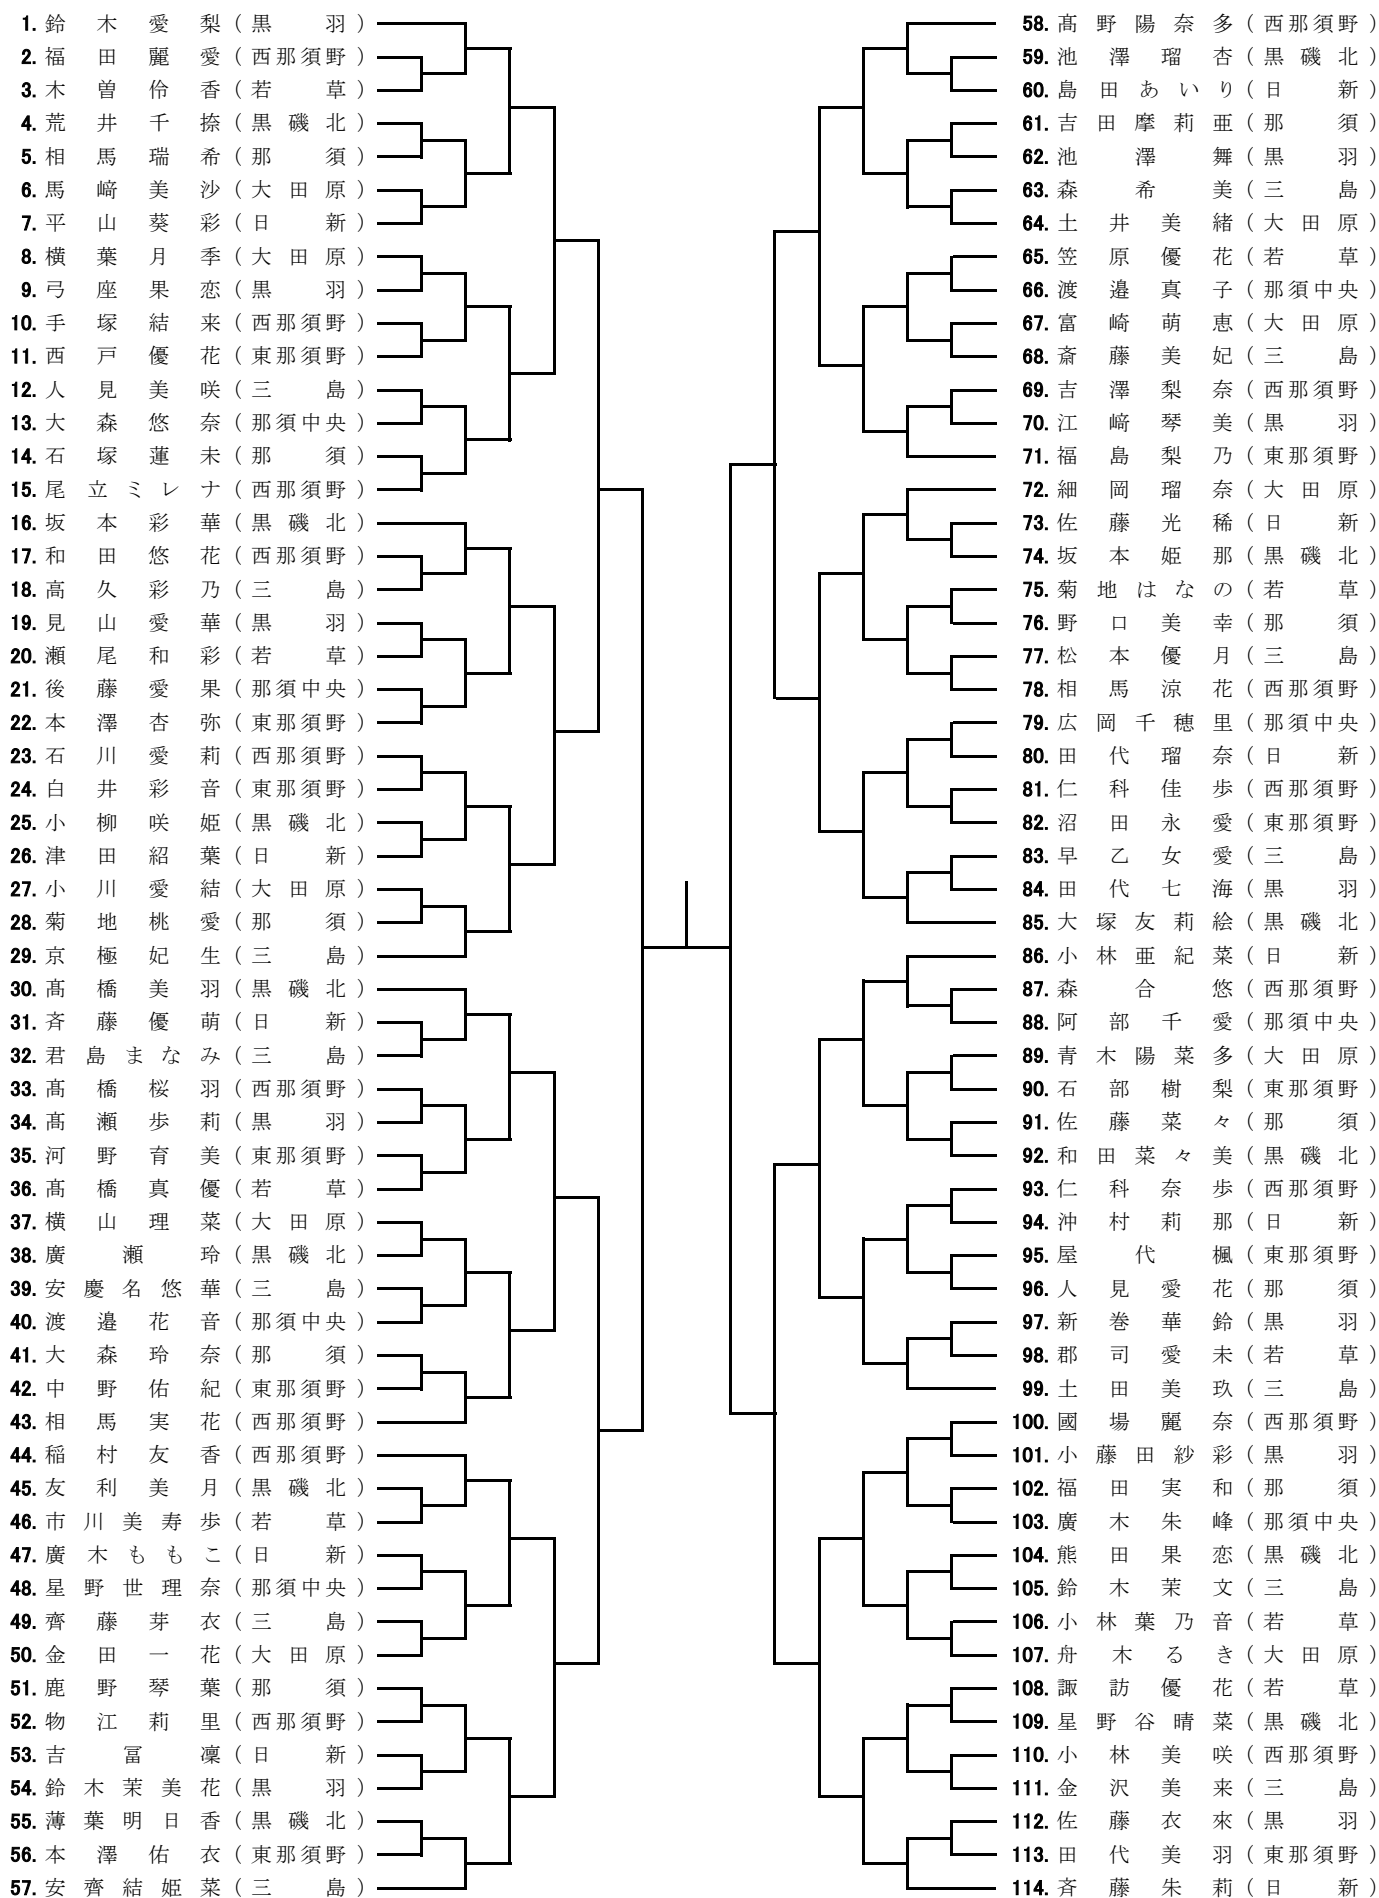 1. 鈴木愛梨（黒羽）
2. 福田麗愛（西那須野）
3. 木曽伶香（若草）
4. 荒井千捺（黒磯北）
5. 相馬瑞希（那須）
6. 馬﨑美沙（大田原）
7. 平山葵彩（日新）
8. 横葉月季（大田原）
9. 弓座果恋（黒羽）
10. 手塚結来（西那須野）
11. 西戸優花（東那須野）
12. 人見美咲（三島）
13. 大森悠奈（那須中央）
14. 石塚蓮未（那須）
15. 尾立ミレナ（西那須野）
16. 坂本彩華（黒磯北）
17. 和田悠花（西那須野）
18. 高久彩乃（三島）
19. 見山愛華（黒羽）
20. 瀬尾和彩（若草）
21. 後藤愛果（那須中央）
22. 本澤杏弥（東那須野）
23. 石川愛莉（西那須野）
24. 白井彩音（東那須野）
25. 小柳咲姫（黒磯北）
26. 津田紹葉（日新）
27. 小川愛結（大田原）
28. 菊地桃愛（那須）
29. 京極妃生（三島）
30. 髙橋美羽（黒磯北）
31. 斉藤優萌（日新）
32. 君島まなみ（三島）
33. 髙橋桜羽（西那須野）
34. 髙瀬歩莉（黒羽）
35. 河野育美（東那須野）
36. 髙橋真優（若草）
37. 横山理菜（大田原）
38. 廣瀬玲（黒磯北）
39. 安慶名悠華（三島）
40. 渡邉花音（那須中央）
41. 大森玲奈（那須）
42. 中野佑紀（東那須野）
43. 相馬実花（西那須野）
44. 稲村友香（西那須野）
45. 友利美月（黒磯北）
46. 市川美寿歩（若草）
47. 廣木ももこ（日新）
48. 星野世理奈（那須中央）
49. 齊藤芽衣（三島）
50. 金田一花（大田原）
51. 鹿野琴葉（那須）
52. 物江莉里（西那須野）
53. 吉冨凜（日新）
54. 鈴木茉美花（黒羽）
55. 薄葉明日香（黒磯北）
56. 本澤佑衣（東那須野）
57. 安齊結姫菜（三島）
58. 髙野陽奈多（西那須野）
59. 池澤瑠杏（黒磯北）
60. 島田あいり（日新）
61. 吉田摩莉亜（那須）
62. 池澤舞（黒羽）
63. 森希美（三島）
64. 土井美緒（大田原）
65. 笠原優花（若草）
66. 渡邉真子（那須中央）
67. 富崎萌恵（大田原）
68. 斎藤美妃（三島）
69. 吉澤梨奈（西那須野）
70. 江﨑琴美（黒羽）
71. 福島梨乃（東那須野）
72. 細岡瑠奈（大田原）
73. 佐藤光稀（日新）
74. 坂本姫那（黒磯北）
75. 菊地はなの（若草）
76. 野口美幸（那須）
77. 松本優月（三島）
78. 相馬涼花（西那須野）
79. 広岡千穂里（那須中央）
80. 田代瑠奈（日新）
81. 仁科佳歩（西那須野）
82. 沼田永愛（東那須野）
83. 早乙女愛（三島）
84. 田代七海（黒羽）
85. 大塚友莉絵（黒磯北）
86. 小林亜紀菜（日新）
87. 森合悠（西那須野）
88. 阿部千愛（那須中央）
89. 青木陽菜多（大田原）
90. 石部樹梨（東那須野）
91. 佐藤菜々（那須）
92. 和田菜々美（黒磯北）
93. 仁科奈歩（西那須野）
94. 沖村莉那（日新）
95. 屋代楓（東那須野）
96. 人見愛花（那須）
97. 新巻華鈴（黒羽）
98. 郡司愛未（若草）
99. 土田美玖（三島）
100. 國場麗奈（西那須野）
101. 小藤田紗彩（黒羽）
102. 福田実和（那須）
103. 廣木朱峰（那須中央）
104. 熊田果恋（黒磯北）
105. 鈴木茉文（三島）
106. 小林葉乃音（若草）
107. 舟木るき（大田原）
108. 諏訪優花（若草）
109. 星野谷晴菜（黒磯北）
110. 小林美咲（西那須野）
111. 金沢美来（三島）
112. 佐藤衣來（黒羽）
113. 田代美羽（東那須野）
114. 斉藤朱莉（日新）